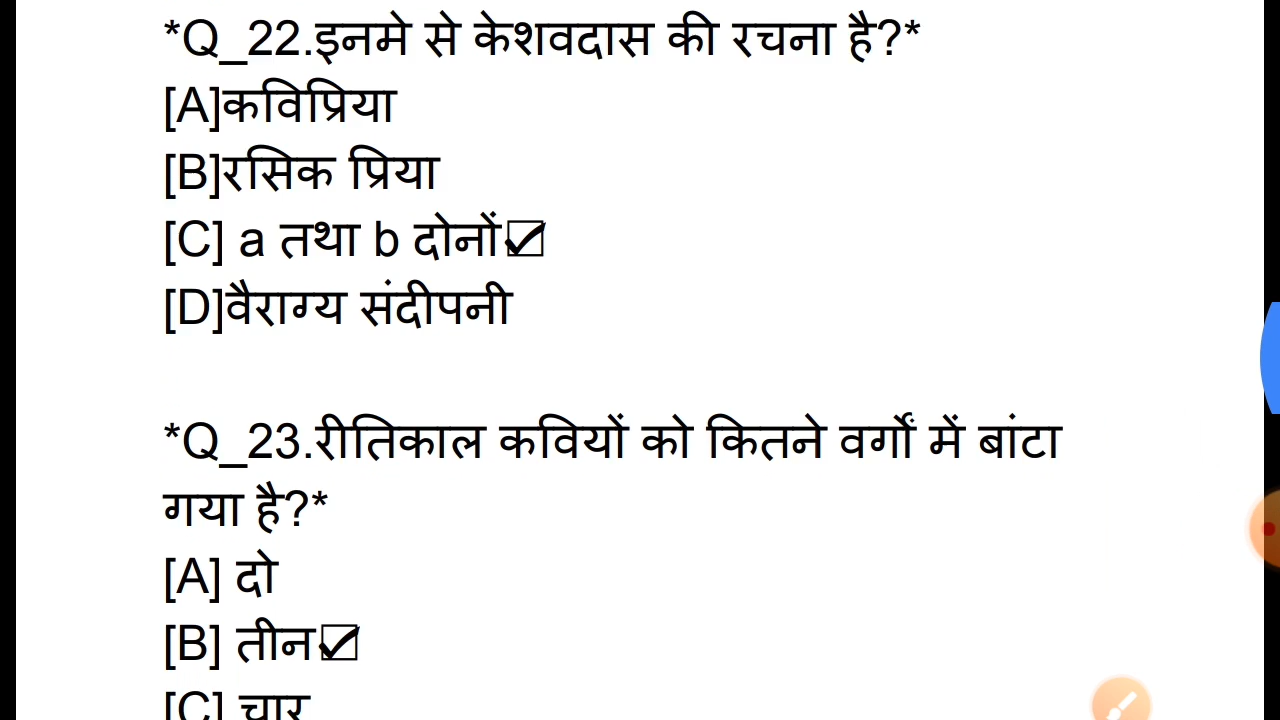 *Q_22.इनमे से केशवदास की रचना है?*
[A]कविप्रिया
[B]रसिक प्रिया
[C] a तथा b दोनों☑
[D]वैराग्य संदीपनी
*Q_23.रीतिकाल कवियों को कितने वर्गों में बांटा
गया है?*
[A] दो
[B] तीन☑
[C] चार